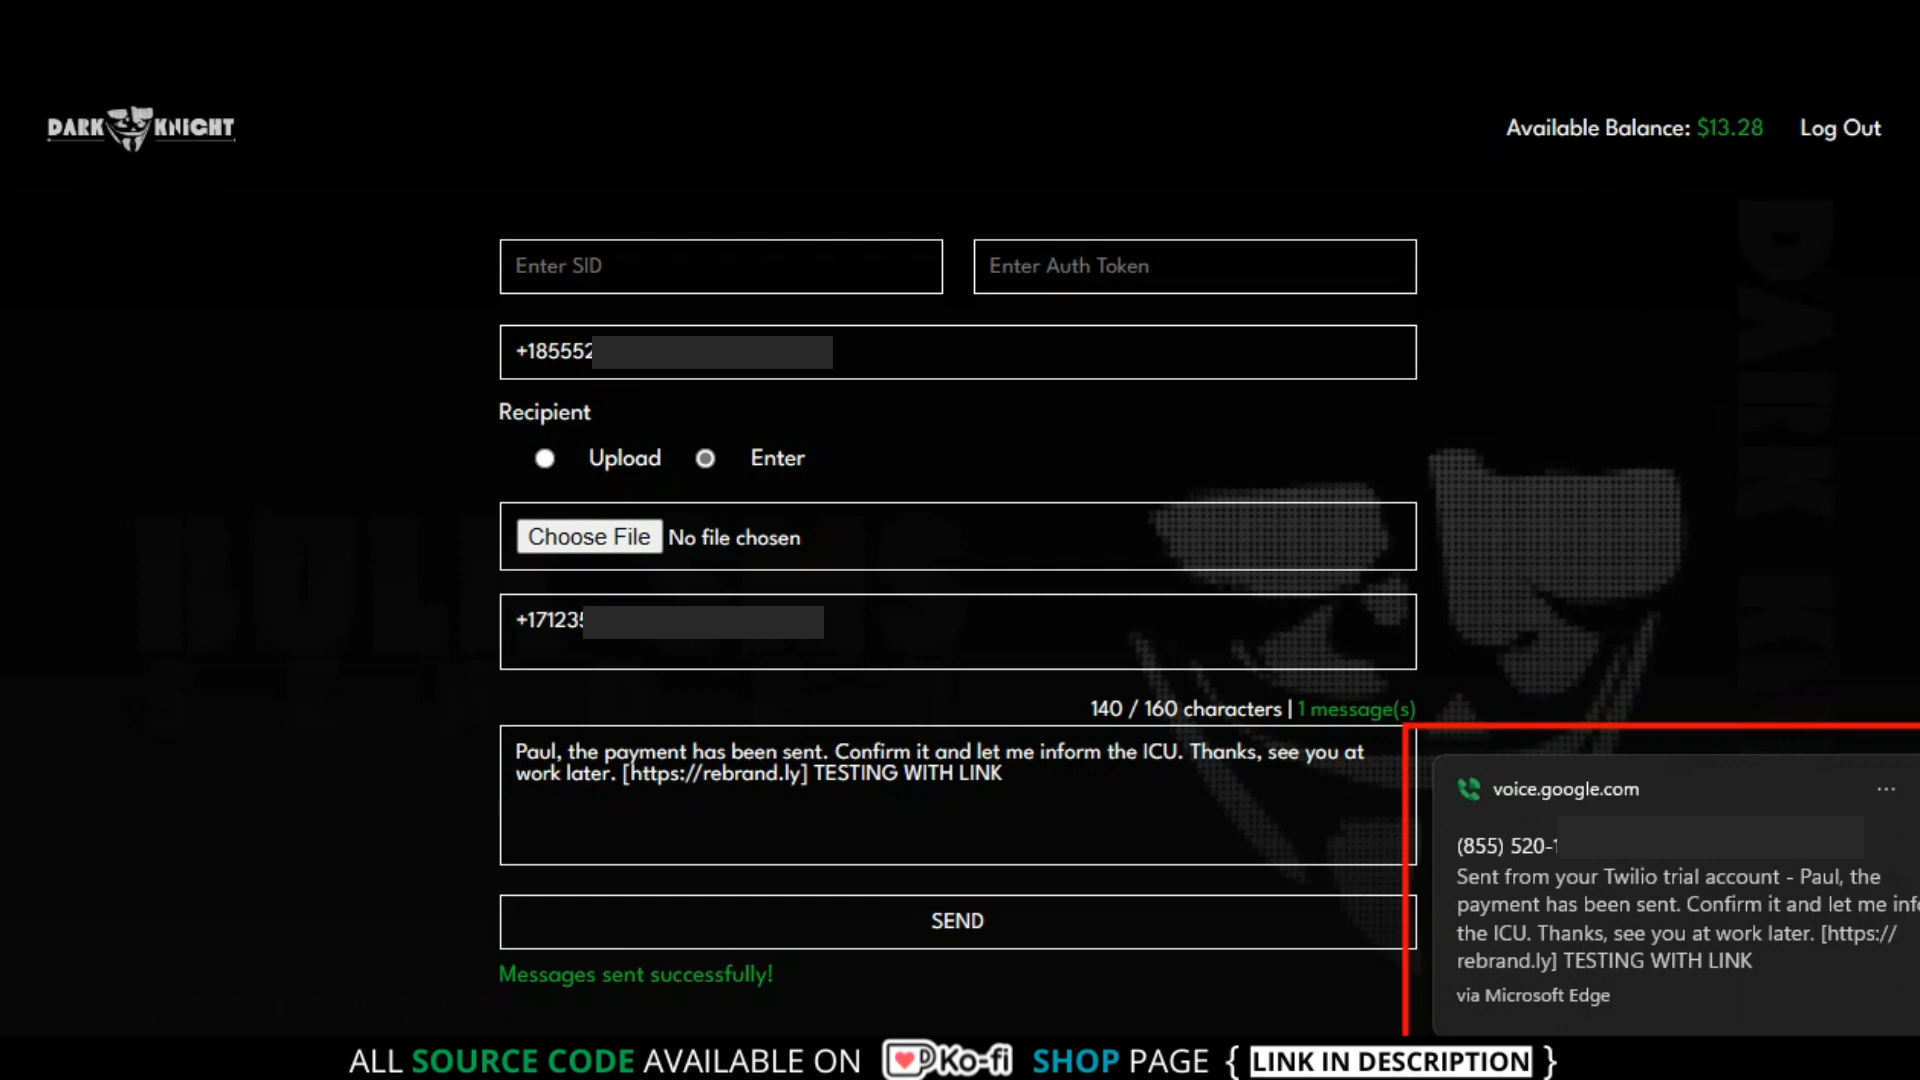 DARK KNIGHT
Available Balance: $13.28
Log Out
Enter SID
Enter Auth Token
+185552
Recipient
Upload
Enter
Choose File No file chosen
+17123
140 / 160 characters | 1 message(s)
Paul, the payment has been sent. Confirm it and let me inform the ICU. Thanks, see you at
work later. [https://rebrand.ly] TESTING WITH LINK
SEND
Messages sent successfully!
voice.google.com
(855) 520-
Sent from your Twilio trial account - Paul, the
payment has been sent. Confirm it and let me info
the ICU. Thanks, see you at work later. [https://
rebrand.ly] TESTING WITH LINK
via Microsoft Edge
ALL SOURCE CODE AVAILABLE ON Ko-fi SHOP PAGE { LINK IN DESCRIPTION }
DARK KN